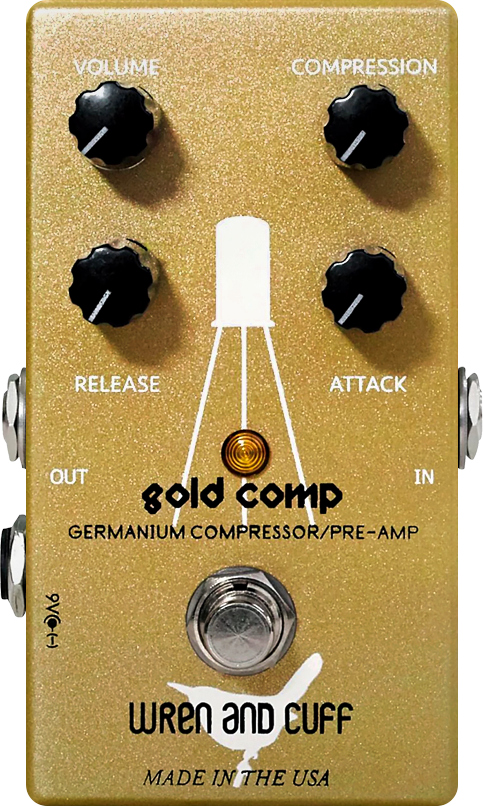 VOLUME COMPRESSION
RELEASE ATTACK
OUT IN
gold comp
GERMANIUM COMPRESSOR/PRE-AMP
9V(-)
wren and cuff
MADE IN THE USA